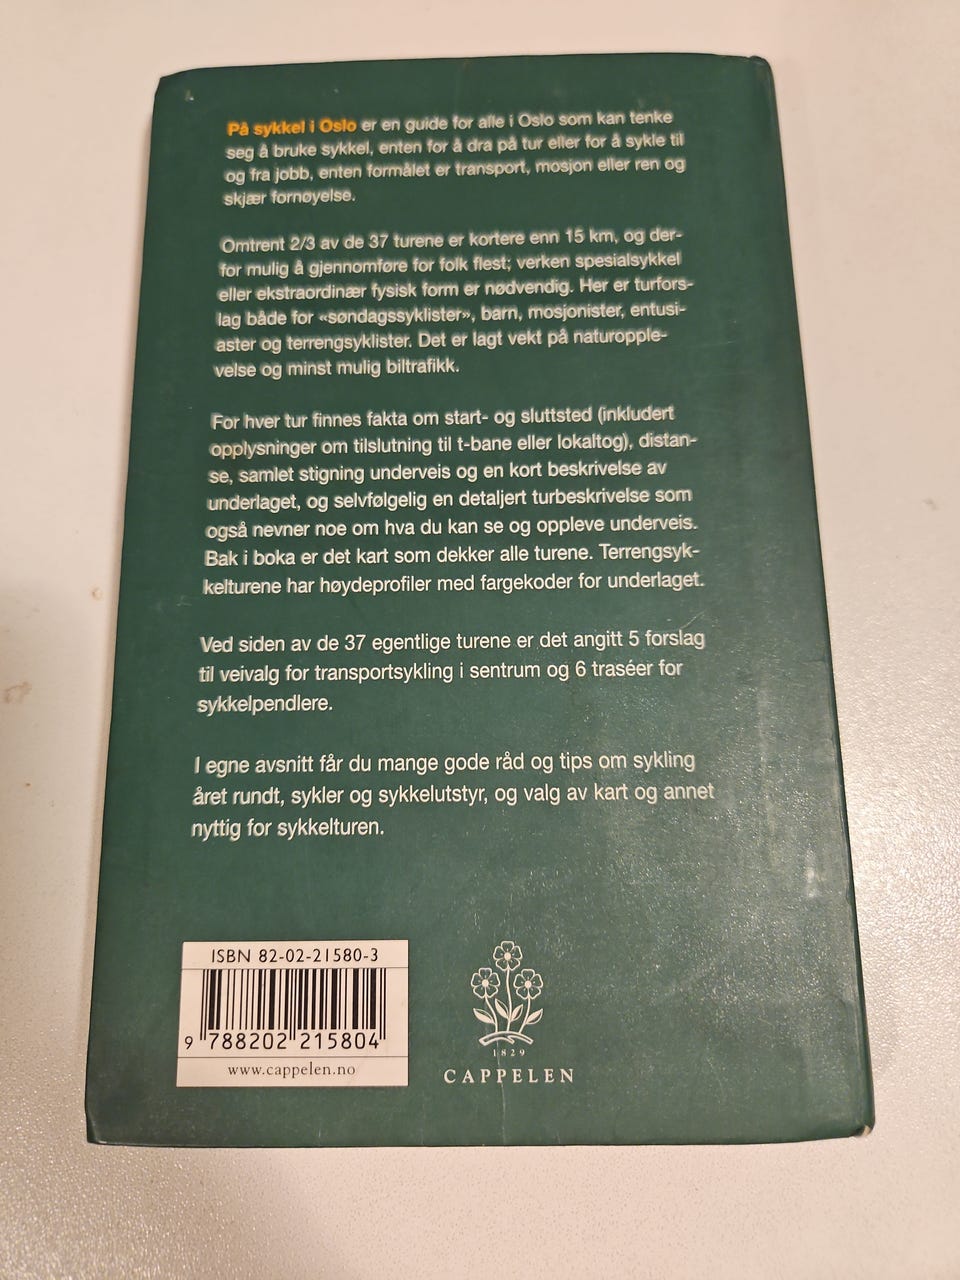 På sykkel i Oslo er en guide for alle i Oslo som kan tenke
seg å bruke sykkel, enten for å dra på tur eller for å sykle til
og fra jobb, enten formålet er transport, mosjon eller ren og
skjær fornøyelse.
Omtrent 2/3 av de 37 turene er kortere enn 15 km, og der-
for mulig å gjennomføre for folk flest; verken spesialsykkel
eller ekstraordinær fysisk form er nødvendig. Her er turfors-
lag både for «søndagssyklister», barn, mosjonister, entusi-
aster og terrengsyklister. Det er lagt vekt på naturopple-
velse og minst mulig biltrafikk.
For hver tur finnes fakta om start- og sluttsted (inkludert
opplysninger om tilslutning til t-bane eller lokaltog), distan-
se, samlet stigning underveis og en kort beskrivelse av
underlaget, og selvfølgelig en detaljert turbeskrivelse som
også nevner noe om hva du kan se og oppleve underveis.
Bak i boka er det kart som dekker alle turene. Terrengsyk-
kelturene har høydeprofiler med fargekoder for underlaget.
Ved siden av de 37 egentlige turene er det angitt 5 forslag
til veivalg for transportsykling i sentrum og 6 traséer for
sykkelpendlere.
I egne avsnitt får du mange gode råd og tips om sykling
året rundt, sykler og sykkelutstyr, og valg av kart og annet
nyttig for sykkelturen.
ISBN 82-02-21580-3
9 788202 215804
www.cappelen.no
1829
CAPPELEN